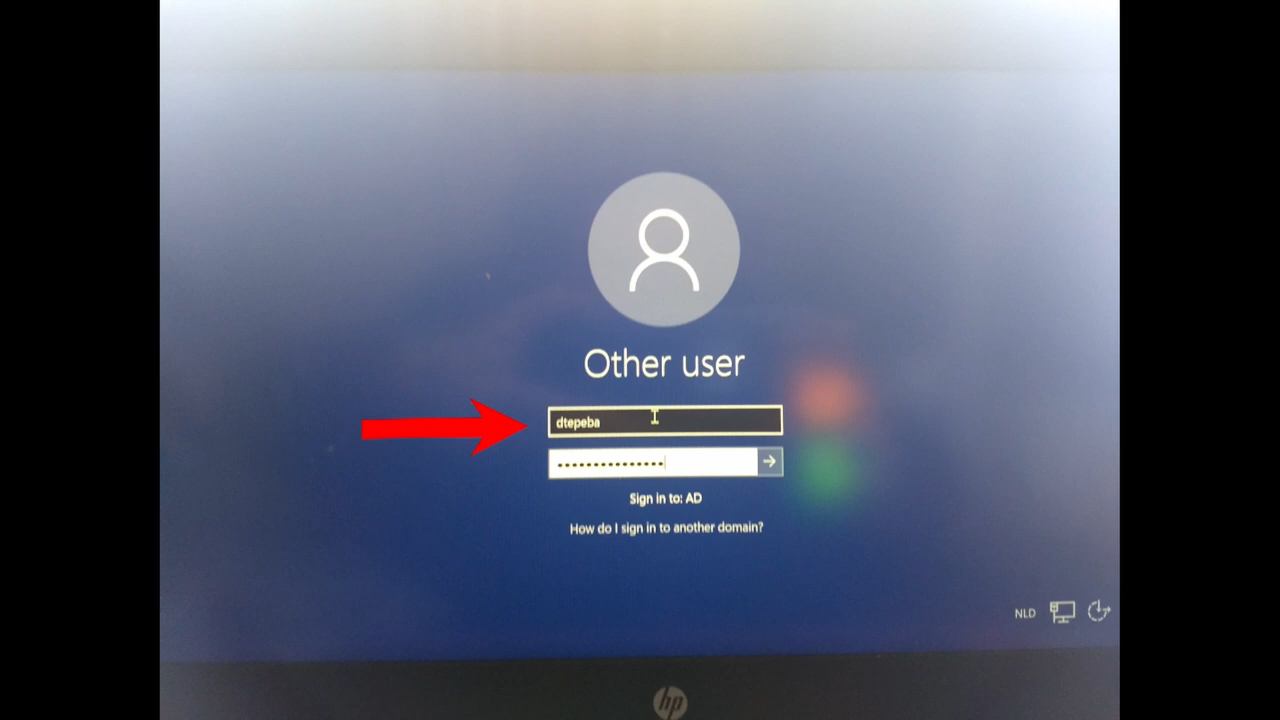 Other user
dtepeba
Sign in to: AD
How do I sign in to another domain?
NLD
hp